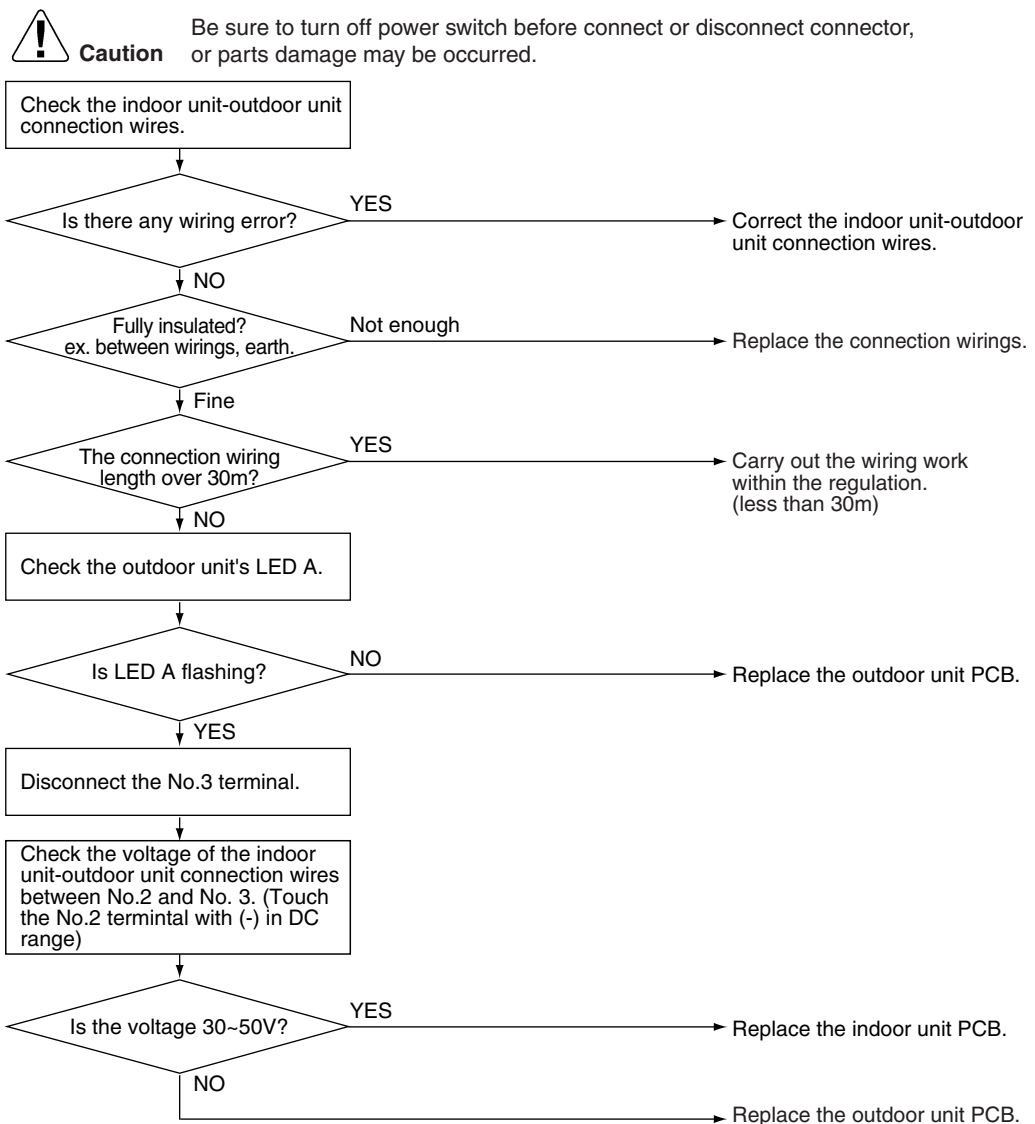 Be sure to turn off power switch before connect or disconnect connector,
Caution or parts damage may be occurred.
Check the indoor unit-outdoor unit
connection wires.
Is there any wiring error?
YES
Correct the indoor unit-outdoor
unit connection wires.
NO
Fully insulated?
ex. between wirings, earth.
Not enough
Replace the connection wirings.
Fine
The connection wiring
length over 30m?
YES
Carry out the wiring work
within the regulation.
(less than 30m)
NO
Check the outdoor unit's LED A.
Is LED A flashing?
NO
Replace the outdoor unit PCB.
YES
Disconnect the No.3 terminal.
Check the voltage of the indoor
unit-outdoor unit connection wires
between No.2 and No. 3. (Touch
the No.2 termintal with (-) in DC
range)
Is the voltage 30~50V?
YES
Replace the indoor unit PCB.
NO
Replace the outdoor unit PCB.